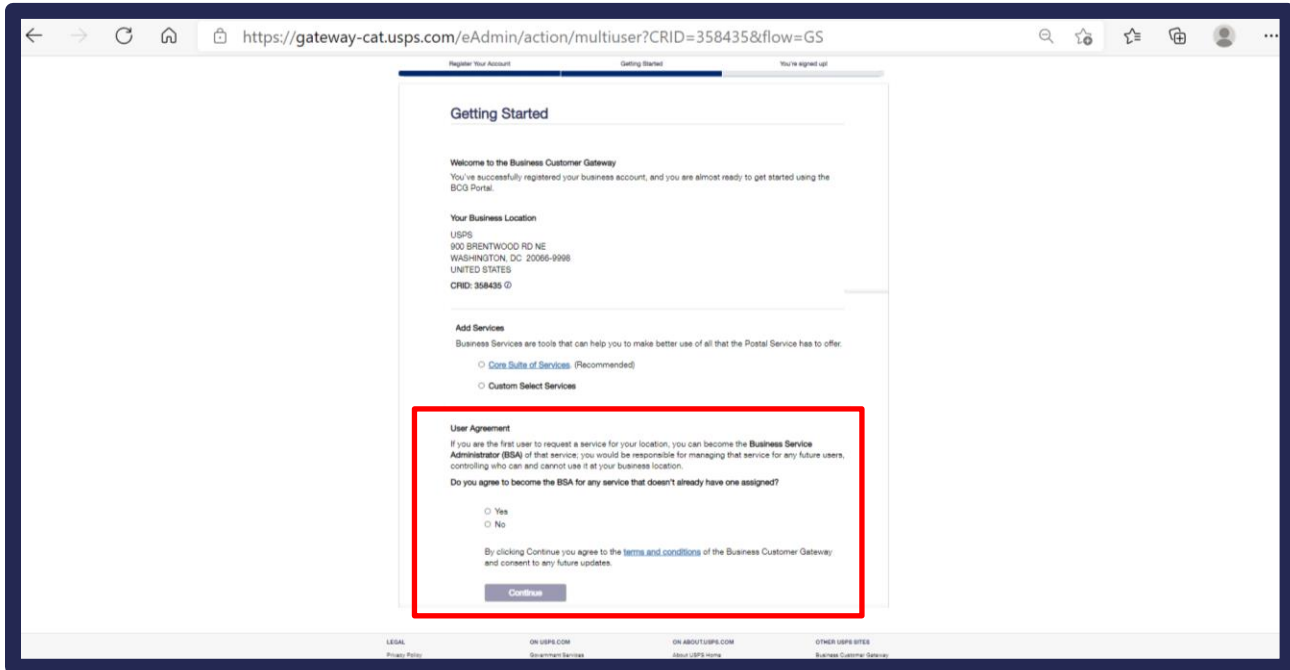 https://gateway-cat.usps.com/eAdmin/action/multiuser?CRID=358435&flow=GS
Register Your Account Getting Started You're signed up!
Getting Started
Welcome to the Business Customer Gateway
You've successfully registered your business account, and you are almost ready to get started using the
BCG Portal.
Your Business Location
USPS
900 BRENTWOOD RD NE
WASHINGTON, DC 20066-9998
UNITED STATES
CRID: 358435
Add Services
Business Services are tools that can help you to make better use of all that the Postal Service has to offer.
Core Suite of Services. (Recommended)
Custom Select Services
User Agreement
If you are the first user to request a service for your location, you can become the Business Service
Administrator (BSA) of that service; you would be responsible for managing that service for any future users,
controlling who can and cannot use it at your business location.
Do you agree to become the BSA for any service that doesn't already have one assigned?
Yes
No
By clicking Continue you agree to the terms and conditions of the Business Customer Gateway
and consent to any future updates.
Continue
LEGAL ON USPS.COM ON ABOUT.USPS.COM OTHER USPS SITES
Privacy Policy Government Services About USPS Home Business Customer Gateway